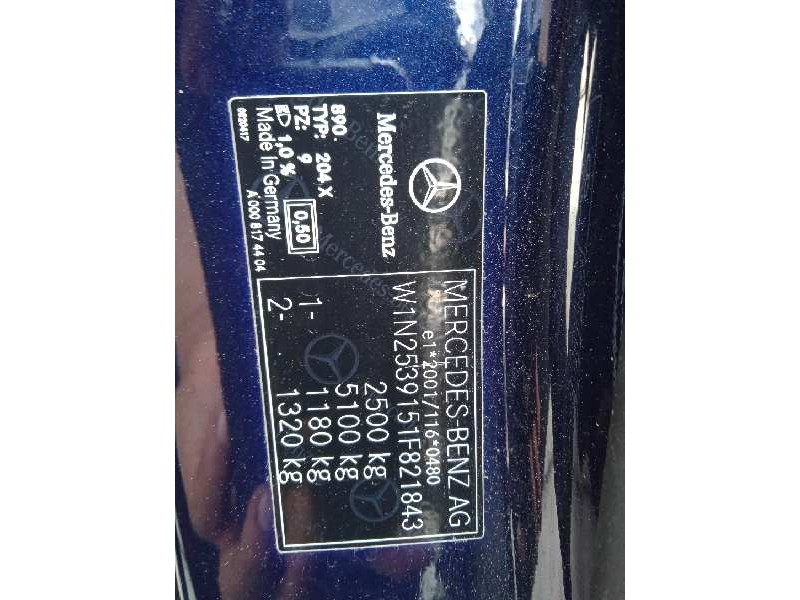 MERCEDES-BENZ AG
e1*2001/116*0480
W1N2539151F821843
2500 kg
5100 kg
1- 1180 kg
2- 1320 kg
Mercedes-Benz
890.
TYP: 204 X
PZ: 9
1,0 % 0,50
Made in Germany
0020417 A 000 817 44 04